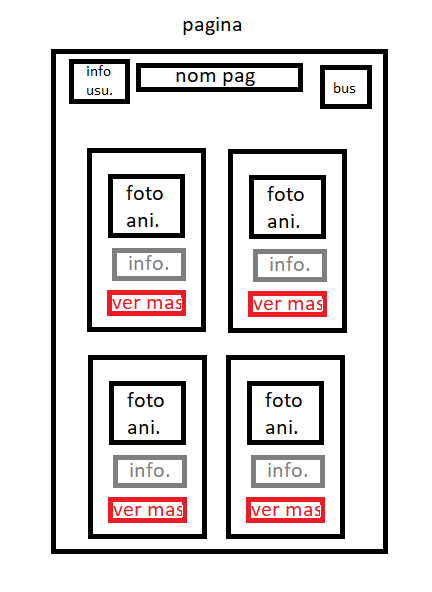 pagina
info
usu.
nom pag
bus
foto
ani.
info.
ver mas
foto
ani.
info.
ver mas
foto
ani.
info.
ver mas
foto
ani.
info.
ver mas